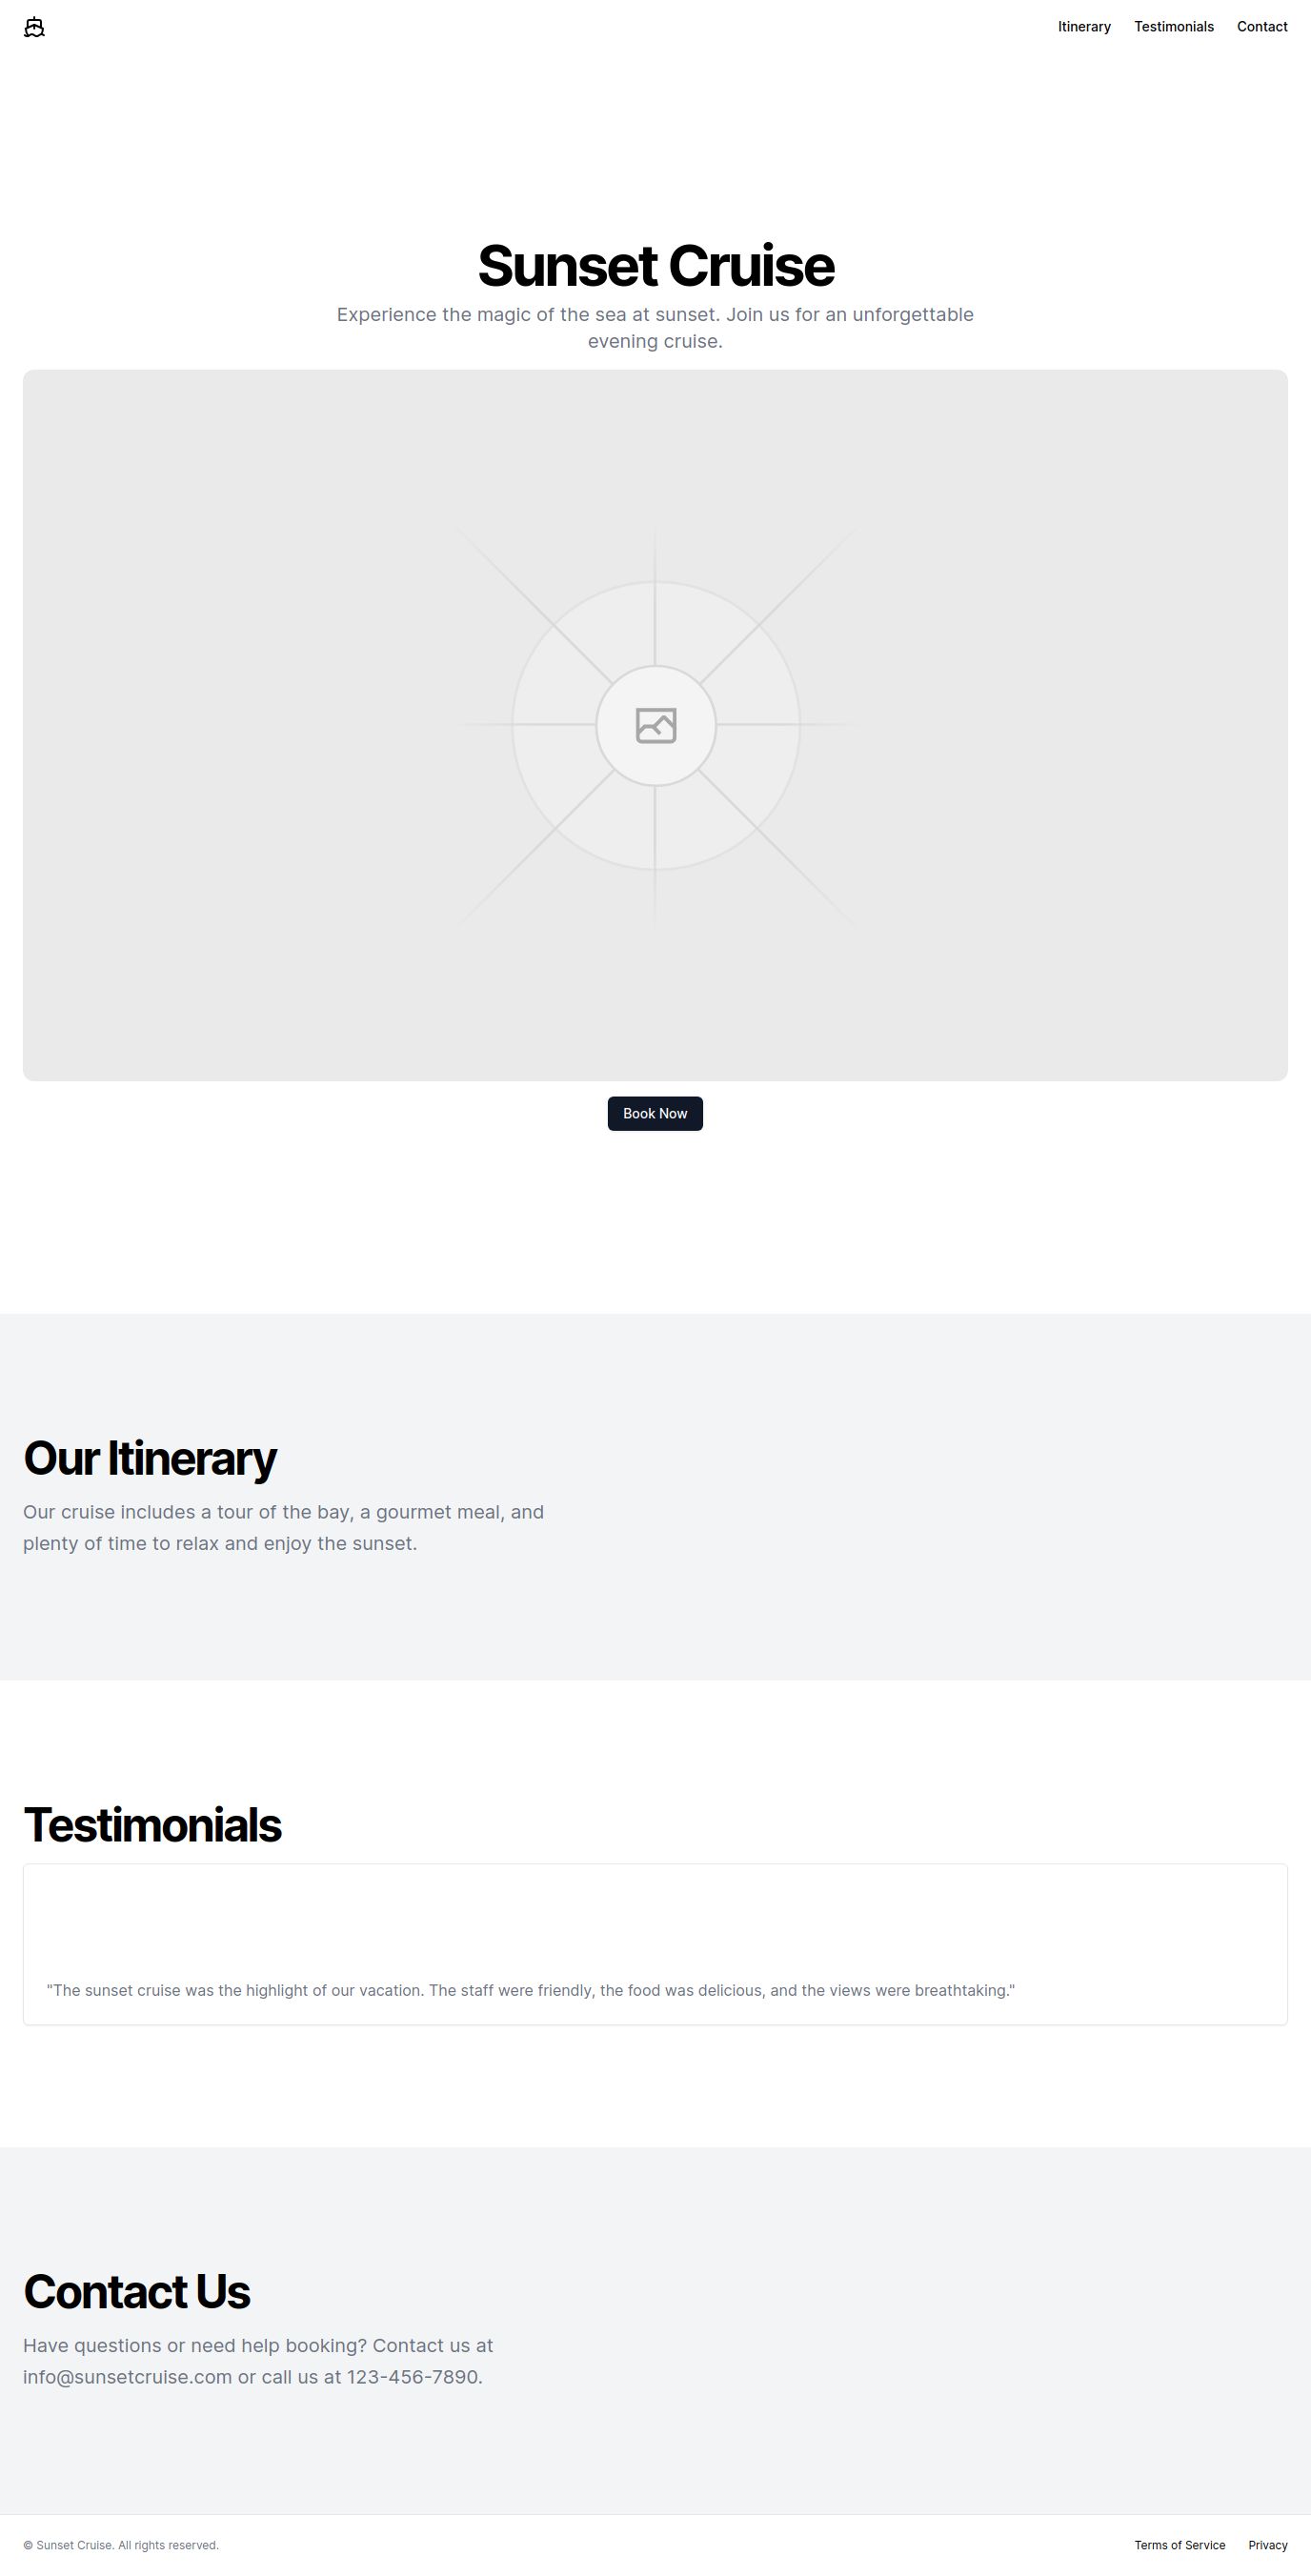 Itinerary Testimonials Contact
Sunset Cruise
Experience the magic of the sea at sunset. Join us for an unforgettable
evening cruise.
Book Now
Our Itinerary
Our cruise includes a tour of the bay, a gourmet meal, and
plenty of time to relax and enjoy the sunset.
Testimonials
"The sunset cruise was the highlight of our vacation. The staff were friendly, the food was delicious, and the views were breathtaking."
Contact Us
Have questions or need help booking? Contact us at
info@sunsetcruise.com or call us at 123-456-7890.
© Sunset Cruise. All rights reserved. Terms of Service Privacy